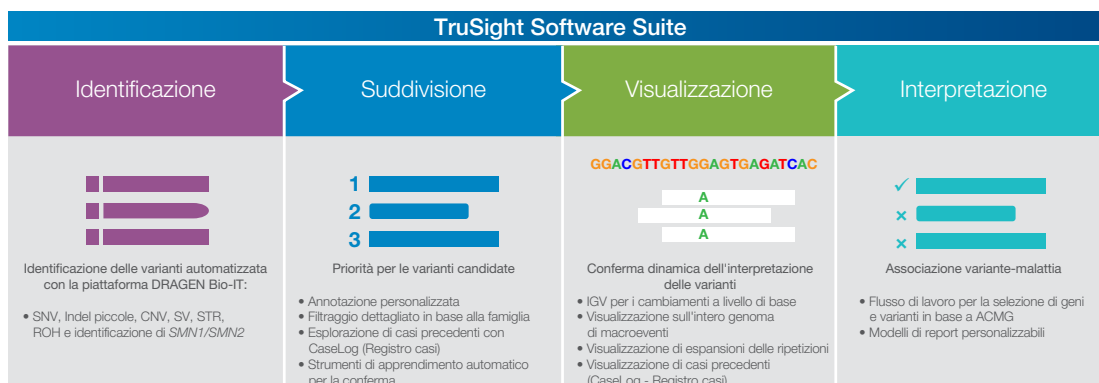 TruSight Software Suite
Identificazione
Suddivisione
Visualizzazione
Interpretazione
Identificazione delle varianti automatizzata
con la piattaforma DRAGEN Bio-IT:
• SNV, Indel piccole, CNV, SV, STR,
ROH e identificazione di SMN1/SMN2
1
2
3
Priorità per le varianti candidate
• Annotazione personalizzata
• Filtraggio dettagliato in base alla famiglia
• Esplorazione di casi precedenti con
CaseLog (Registro casi)
• Strumenti di apprendimento automatico
per la conferma
GGACGTTGTTGGAGTGAGATCAC
A
A
A
Conferma dinamica dell'interpretazione
delle varianti
• IGV per i cambiamenti a livello di base
• Visualizzazione sull'intero genoma
di macroeventi
• Visualizzazione di espansioni delle ripetizioni
• Visualizzazione di casi precedenti
(CaseLog - Registro casi)
✓
×
×
Associazione variante-malattia
• Flusso di lavoro per la selezione di geni
e varianti in base a ACMG
• Modelli di report personalizzabili